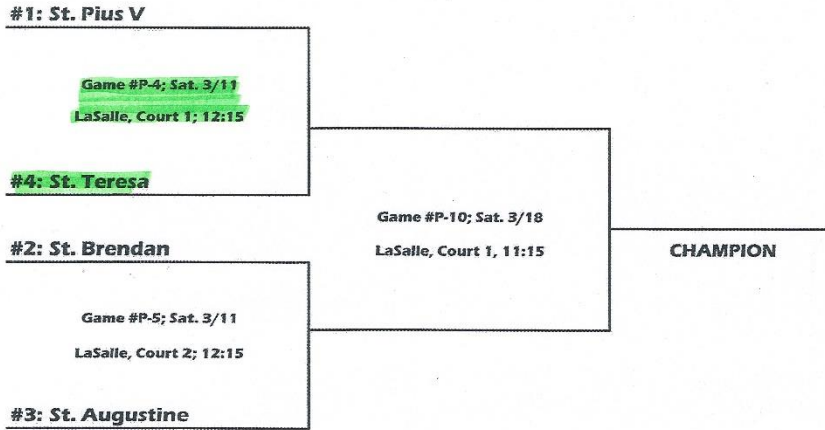 #1: St. Pius V
Game #P-4; Sat. 3/11
LaSalle, Court 1; 12:15
#4: St. Teresa
Game #P-10; Sat. 3/18
LaSalle, Court 1, 11:15
CHAMPION
#2: St. Brendan
Game #P-5; Sat. 3/11
LaSalle, Court 2; 12:15
#3: St. Augustine